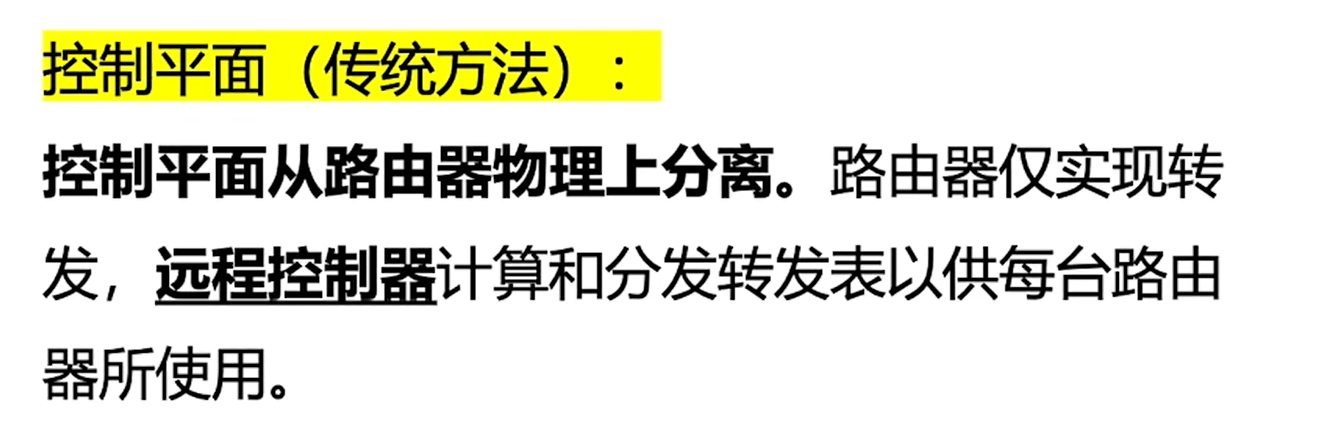 控制平面（传统方法）：
控制平面从路由器物理上分离。路由器仅实现转
发，远程控制器计算和分发转发表以供每台路由
器所使用。